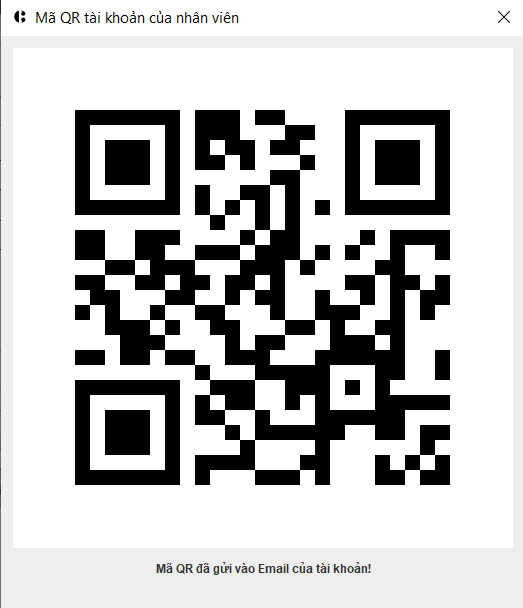 Mã QR tài khoản của nhân viên
Mã QR đã gửi vào Email của tài khoản!